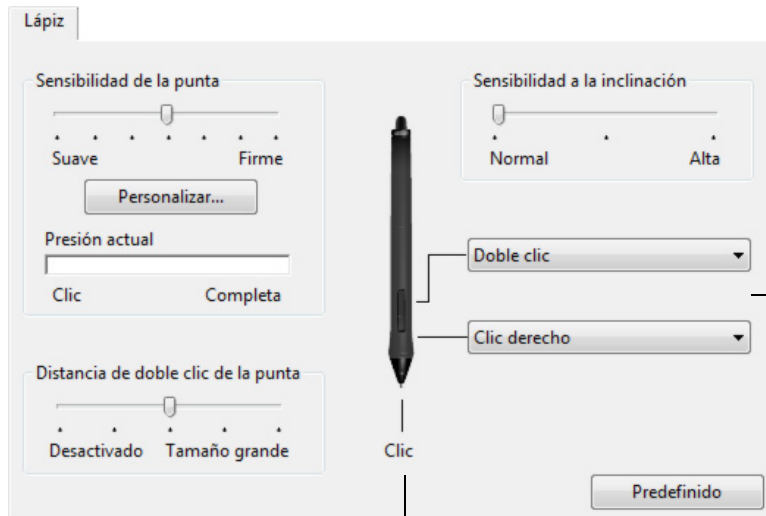 Lápiz
Sensibilidad de la punta
Suave Firme
Personalizar...
Presión actual
Clic Completa
Distancia de doble clic de la punta
Desactivado Tamaño grande
Clic
Sensibilidad a la inclinación
Normal Alta
Doble clic
Clic derecho
Predefinido